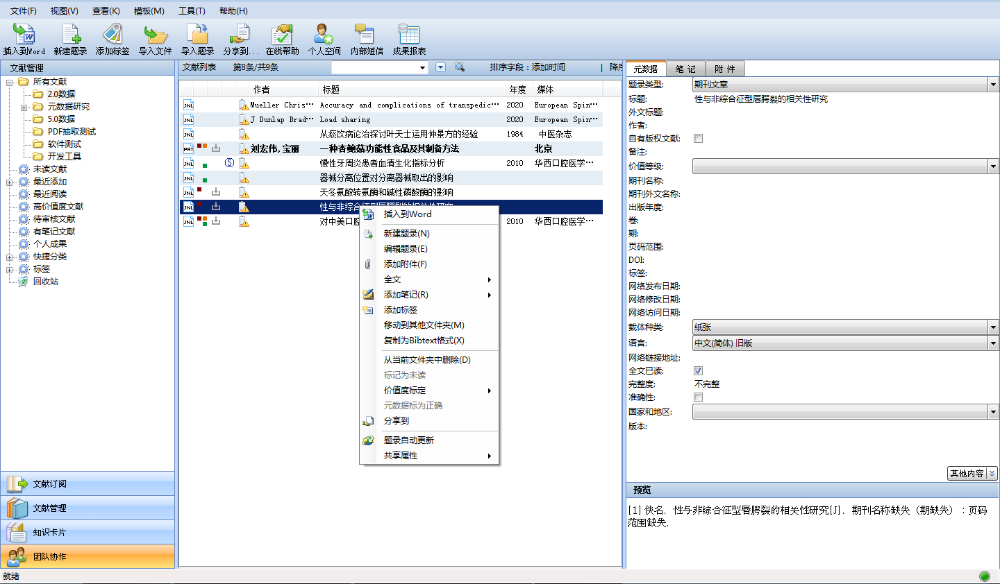 文件(F) 视图(V) 查看(K) 模板(M) 工具(T) 帮助(H)
插入到Word 新建题录 添加标签 导入文件 导入题录 分享到... 在线帮助 个人空间 内部短信 成果报表
文献管理
所有文献
2.0数据
元数据研究
5.0数据
PDF抽取测试
软件测试
开发工具
未读文献
最近添加
最近阅读
高价值度文献
待审核文献
有笔记文献
个人成果
快捷分类
标签
回收站
文献订阅
文献管理
知识卡片
团队协作
就绪
文献列表 第8条/共9条 排序字段：添加时间 | 降序
作者 标题 年度 媒体
JNL Mueller Chris… Accuracy and complications of transpedic… 2020 European Spin…
JNL J Dunlap Brad… Load sharing 2020 European Spin…
JNL 从痰饮病论治探讨叶天士运用仲景方的经验 1984 中医杂志
PAT 刘宏伟,宝丽 一种杏鲍菇功能性食品及其制备方法 北京
JNL 5 慢性牙周炎患者血清生化指标分析 2010 华西口腔医学…
JNL 器械分离位置对分离器械取出的影响
JNL 天冬氨酸转氨酶和碱性磷酸酶的影响
JNL 性与非综合征型唇腭裂的相关性研究
JNL 对中美口腔 2010 华西口腔医学…
插入到Word
新建题录(N)
编辑题录(E)
添加附件(F)
全文
添加笔记(R)
添加标签
移动到其他文件夹(M)
复制为Bibtext格式(X)
从当前文件夹中删除(D)
标记为未读
价值度标定
元数据标为正确
分享到
题录自动更新
共享属性
元数据 笔 记 附 件
题录类型: 期刊文章
标题: 性与非综合征型唇腭裂的相关性研究
外文标题:
作者:
自有版权文献:
备注:
价值等级:
期刊名称:
期刊外文名称:
出版年度:
卷:
期:
页码范围:
DOI:
标签:
网络发布日期:
网络修改日期:
网络访问日期:
载体种类: 纸张
语言: 中文(简体) 旧版
网络链接地址:
全文已读:
完整度: 不完整
准确性:
国家和地区:
版本:
其他内容
预览
[1] 佚名. 性与非综合征型唇腭裂的相关性研究[J]. 期刊名称缺失（期缺失）：页码
范围缺失.